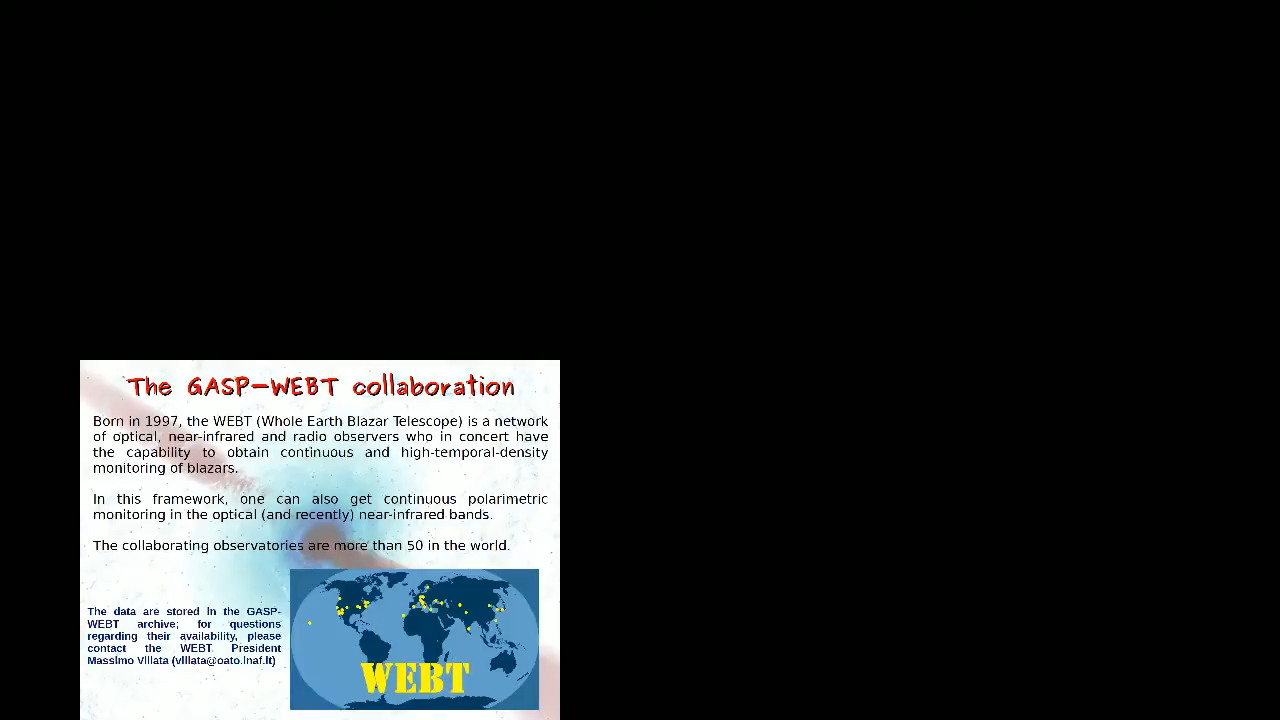 The GASP-WEBT collaboration
Born in 1997, the WEBT (Whole Earth Blazar Telescope) is a network
of optical, near-infrared and radio observers who in concert have
the capability to obtain continuous and high-temporal-density
monitoring of blazars.
In this framework, one can also get continuous polarimetric
monitoring in the optical (and recently) near-infrared bands.
The collaborating observatories are more than 50 in the world.
The data are stored in the GASP-
WEBT archive; for questions
regarding their availability, please
contact the WEBT President
Massimo Villata (villata@oato.inaf.it)
WEBT